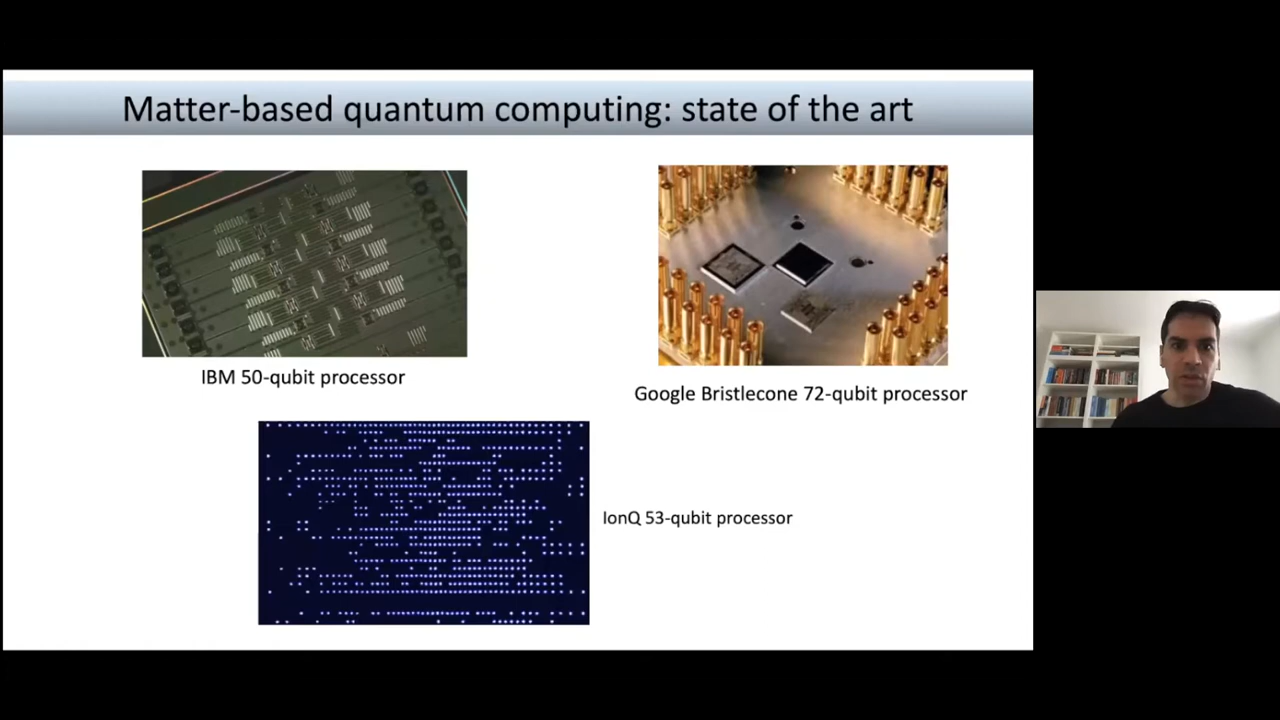 Matter-based quantum computing: state of the art
IBM 50-qubit processor
Google Bristlecone 72-qubit processor
IonQ 53-qubit processor